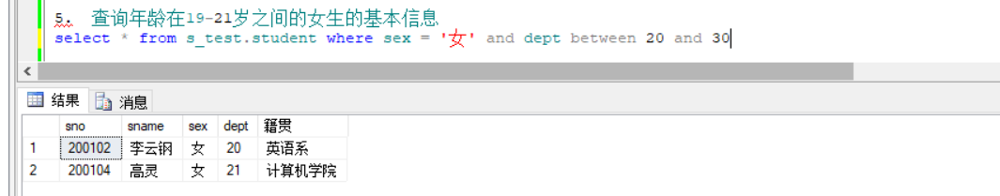 5. 查询年龄在19-21岁之间的女生的基本信息
select * from s_test.student where sex = '女' and dept between 20 and 30
结果 消息
sno sname sex dept 籍贯
1 200102 李云钢 女 20 英语系
2 200104 高灵 女 21 计算机学院